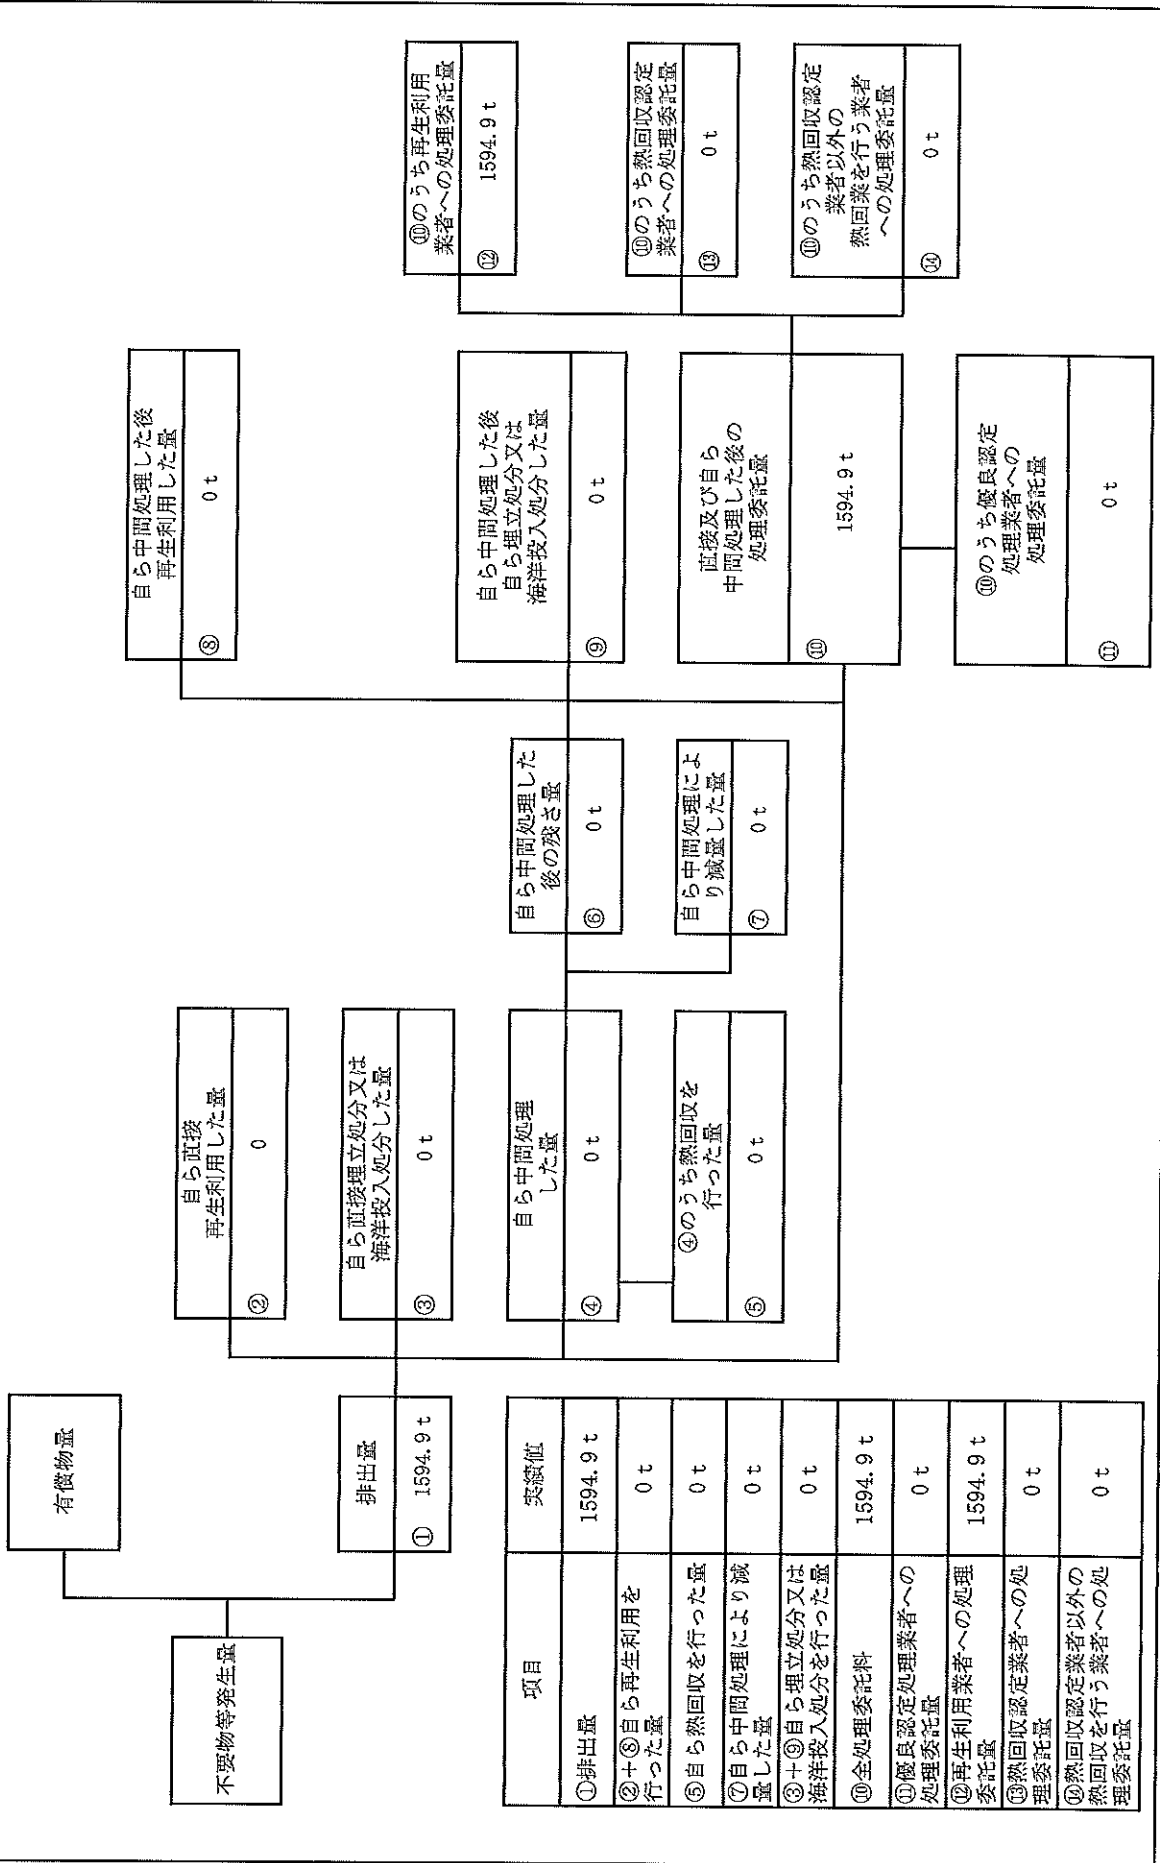 不要物等発生量
有償物量
排出量
① 1594.9 t
自ら直接
再生利用した量
② 0
自ら直接埋立処分又は
海洋投入処分した量
③ 0 t
自ら中間処理
した量
④ 0 t
④のうち熱回収を
行った量
⑤ 0 t
自ら中間処理した
後の残さ量
⑥ 0 t
自ら中間処理によ
り減量した量
⑦ 0 t
自ら中間処理した後
再生利用した量
⑧ 0 t
自ら中間処理した後
自ら埋立処分又は
海洋投入処分した量
⑨ 0 t
直接及び自ら
中間処理した後の
処理委託量
⑩ 1594.9 t
⑩のうち優良認定
処理業者への
処理委託量
⑪ 0 t
⑩のうち再生利用
業者への処理委託量
⑫ 1594.9 t
⑩のうち熱回収認定
業者への処理委託量
⑬ 0 t
⑩のうち熱回収認定
業者以外の
熱回業を行う業者
への処理委託量
⑭ 0 t
項目 実績値
①排出量 1594.9 t
②+⑧自ら再生利用を
行った量 0 t
⑤自ら熱回収を行った量 0 t
⑦自ら中間処理により減
量した量 0 t
③+⑨自ら埋立処分又は
海洋投入処分を行った量 0 t
⑩全処理委託料 1594.9 t
⑪優良認定処理業者への
処理委託量 0 t
⑫再生利用業者への処理
委託量 1594.9 t
⑬熱回収認定業者への処
理委託量 0 t
⑭熱回収認定業者以外の
熱回収を行う業者への処
理委託量 0 t